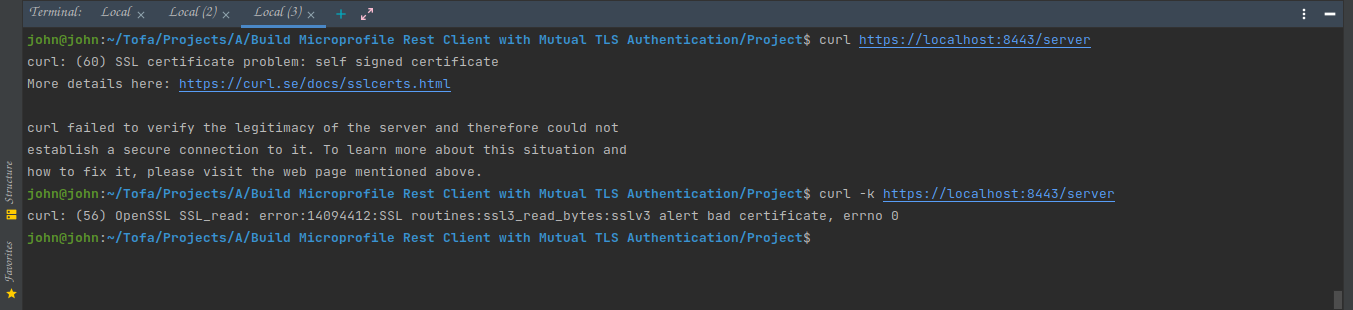 Terminal: Local × Local (2) × Local (3) × +
john@john:~/Tofa/Projects/A/Build Microprofile Rest Client with Mutual TLS Authentication/Project$ curl https://localhost:8443/server
curl: (60) SSL certificate problem: self signed certificate
More details here: https://curl.se/docs/sslcerts.html
curl failed to verify the legitimacy of the server and therefore could not
establish a secure connection to it. To learn more about this situation and
how to fix it, please visit the web page mentioned above.
john@john:~/Tofa/Projects/A/Build Microprofile Rest Client with Mutual TLS Authentication/Project$ curl -k https://localhost:8443/server
curl: (56) OpenSSL SSL_read: error:14094412:SSL routines:ssl3_read_bytes:sslv3 alert bad certificate, errno 0
john@john:~/Tofa/Projects/A/Build Microprofile Rest Client with Mutual TLS Authentication/Project$
Structure
Favorites